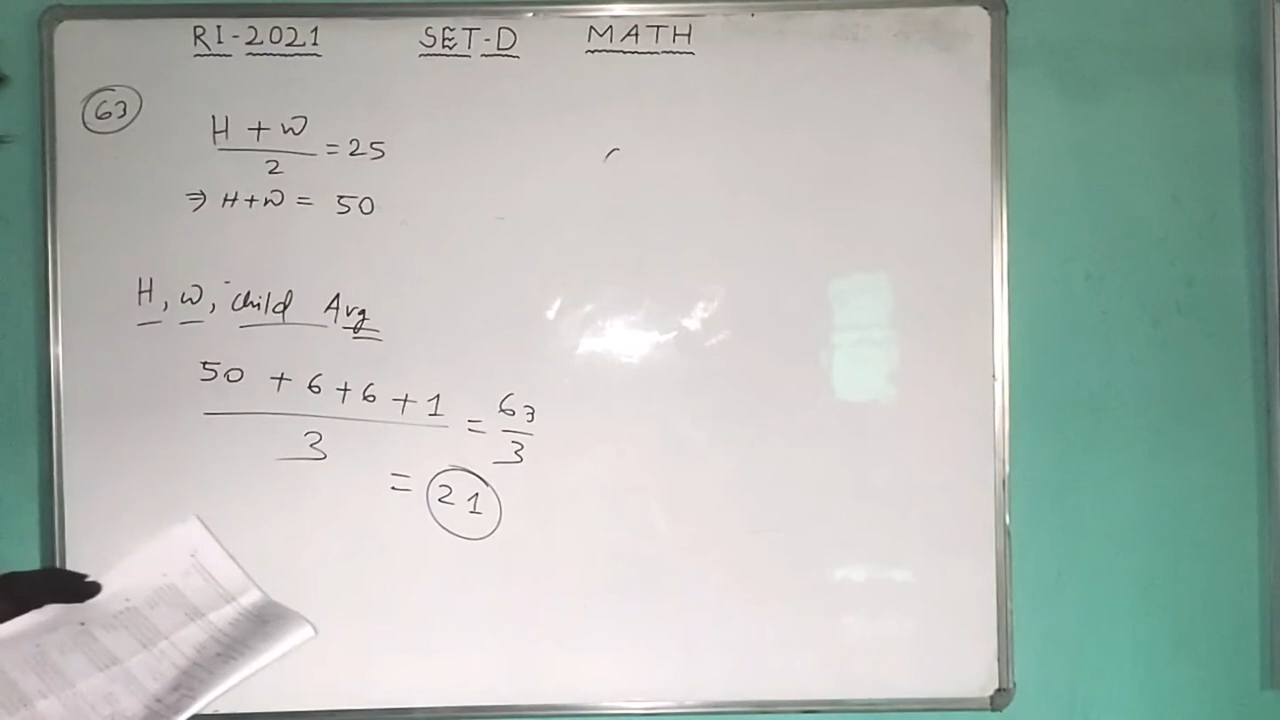 RI-2021 SET-D MATH
63
H + W
2
= 25
⇒ H+W = 50
H, W, child Avg
50 + 6 + 6 + 1
3
= 63
3
= 21